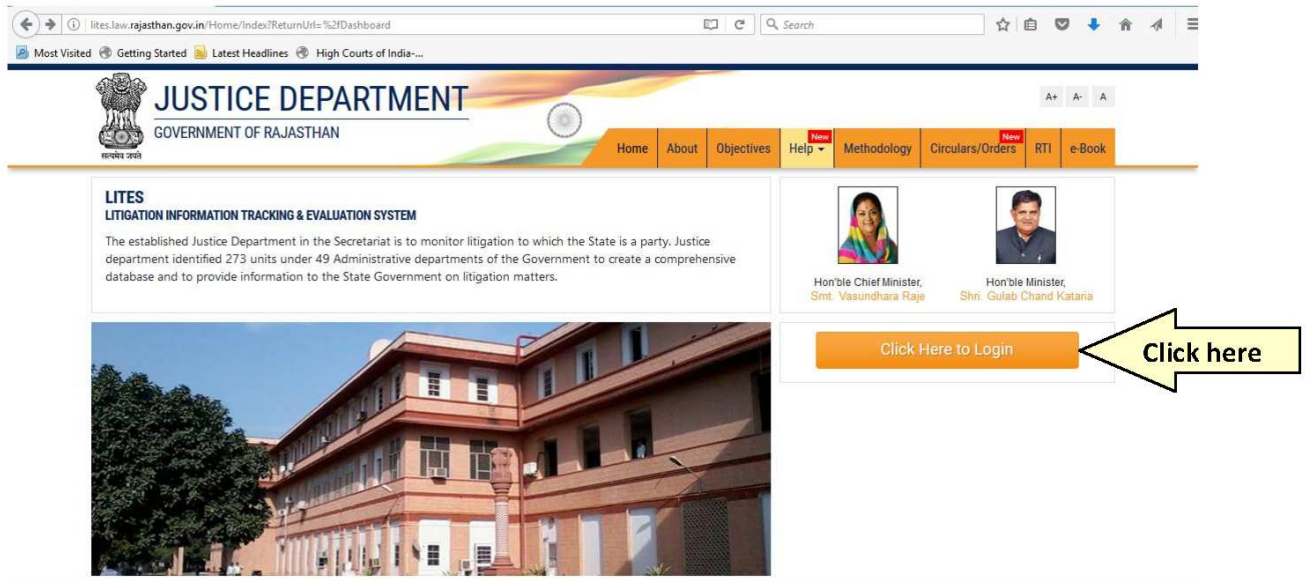 lites.law.rajasthan.gov.in/Home/Index?ReturnUrl=%2fDashboard
Search
Most Visited Getting Started Latest Headlines High Courts of India-...
JUSTICE DEPARTMENT
GOVERNMENT OF RAJASTHAN
सत्यमेव जयते
A+ A- A
Home About Objectives Help New Methodology Circulars/Orders New RTI e-Book
LITES
LITIGATION INFORMATION TRACKING & EVALUATION SYSTEM
The established Justice Department in the Secretariat is to monitor litigation to which the State is a party. Justice
department identified 273 units under 49 Administrative departments of the Government to create a comprehensive
database and to provide information to the State Government on litigation matters.
Hon'ble Chief Minister,
Smt. Vasundhara Raje
Hon'ble Minister,
Shri. Gulab Chand Kataria
Click Here to Login
Click here